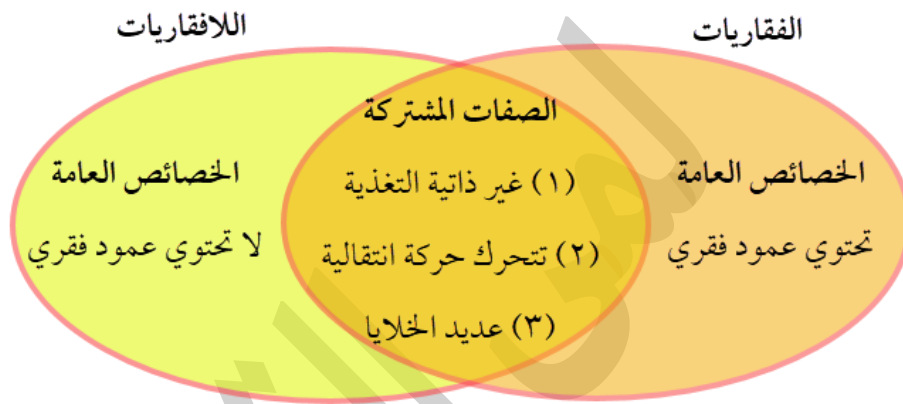 الفقاريات
اللافقاريات
الخصائص العامة
تحتوي عمود فقري
الصفات المشتركة
(١) غير ذاتية التغذية
(٢) تتحرك حركة انتقالية
(٣) عديد الخلايا
الخصائص العامة
لا تحتوي عمود فقري